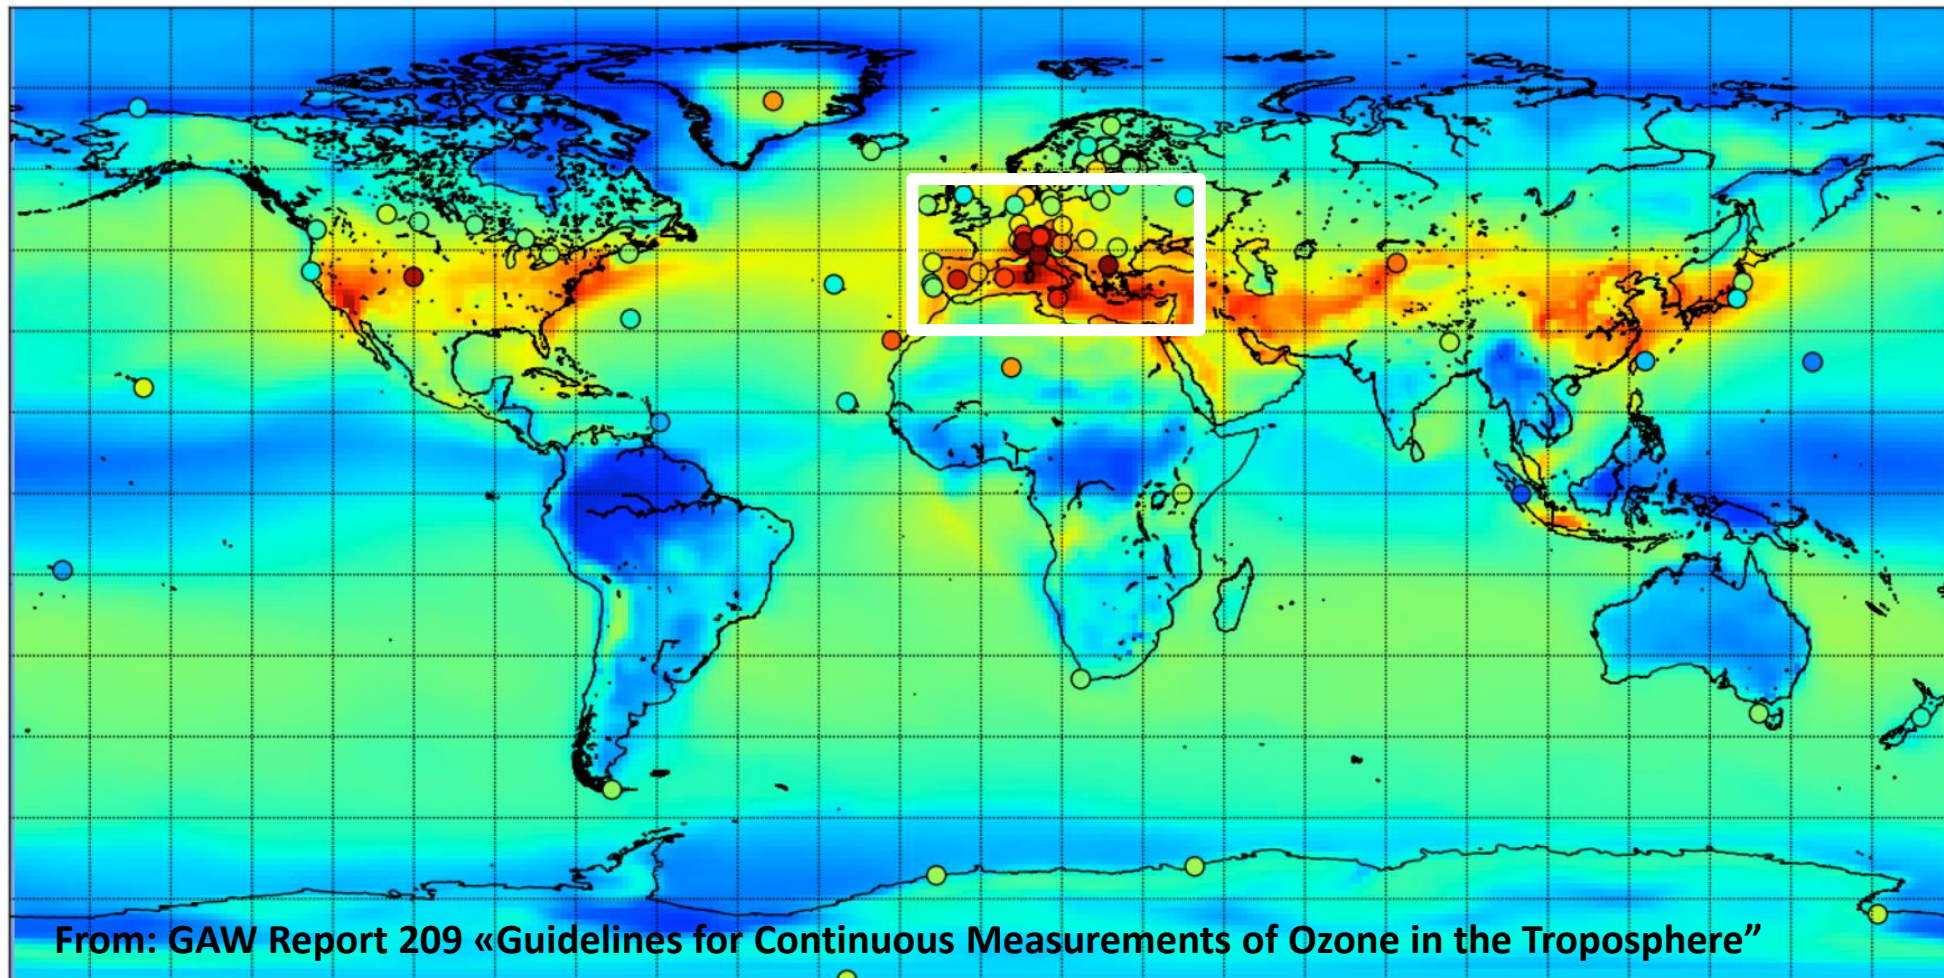 From: GAW Report 209 «Guidelines for Continuous Measurements of Ozone in the Troposphere”